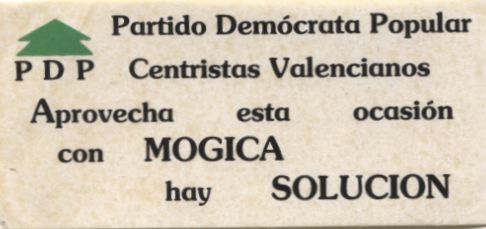 Partido Demócrata Popular
P D P Centristas Valencianos
Aprovecha esta ocasión
con MOGICA
hay SOLUCION